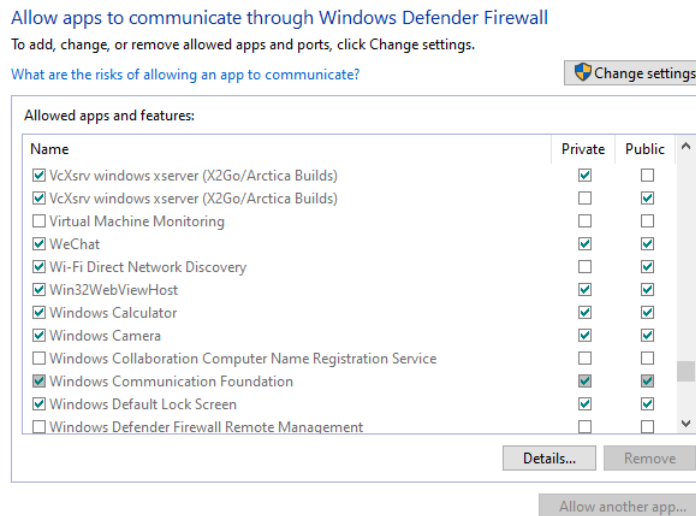 Allow apps to communicate through Windows Defender Firewall
To add, change, or remove allowed apps and ports, click Change settings.
What are the risks of allowing an app to communicate?
Change settings
Allowed apps and features:
Name Private Public
VcXsrv windows xserver (X2Go/Arctica Builds)
VcXsrv windows xserver (X2Go/Arctica Builds)
Virtual Machine Monitoring
WeChat
Wi-Fi Direct Network Discovery
Win32WebViewHost
Windows Calculator
Windows Camera
Windows Collaboration Computer Name Registration Service
Windows Communication Foundation
Windows Default Lock Screen
Windows Defender Firewall Remote Management
Details... Remove
Allow another app...